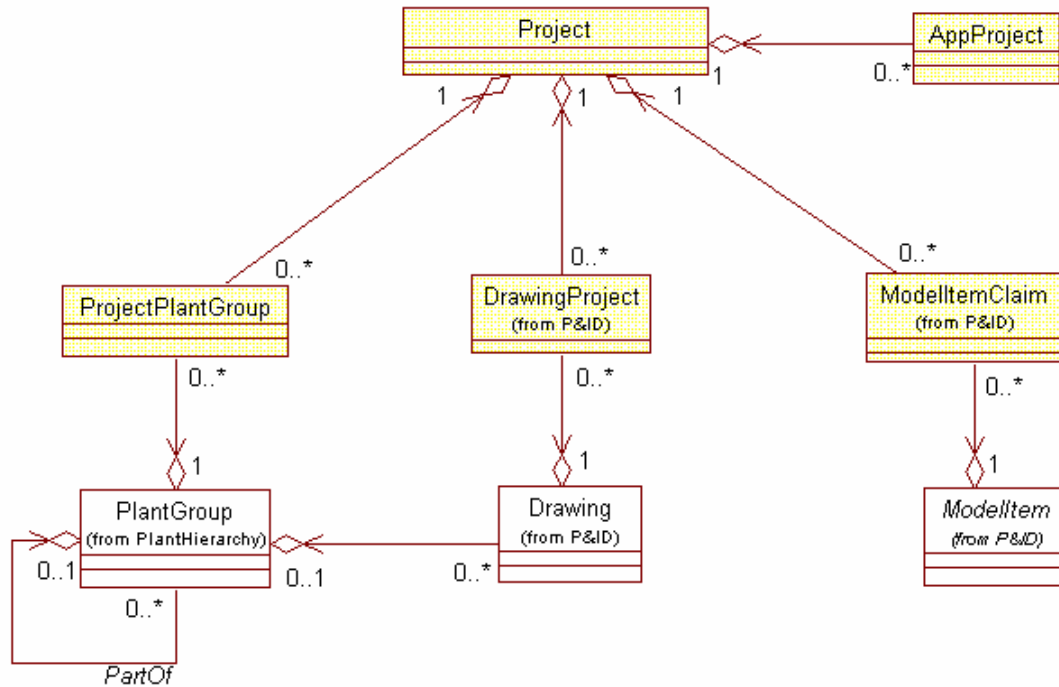 Project
AppProject
1
0..*
1
1
1
0..*
0..*
0..*
ProjectPlantGroup
DrawingProject
(from P&ID)
ModelItemClaim
(from P&ID)
0..*
0..*
0..*
1
1
1
PlantGroup
(from PlantHierarchy)
Drawing
(from P&ID)
ModelItem
(from P&ID)
0..1
0..1
0..*
0..*
PartOf